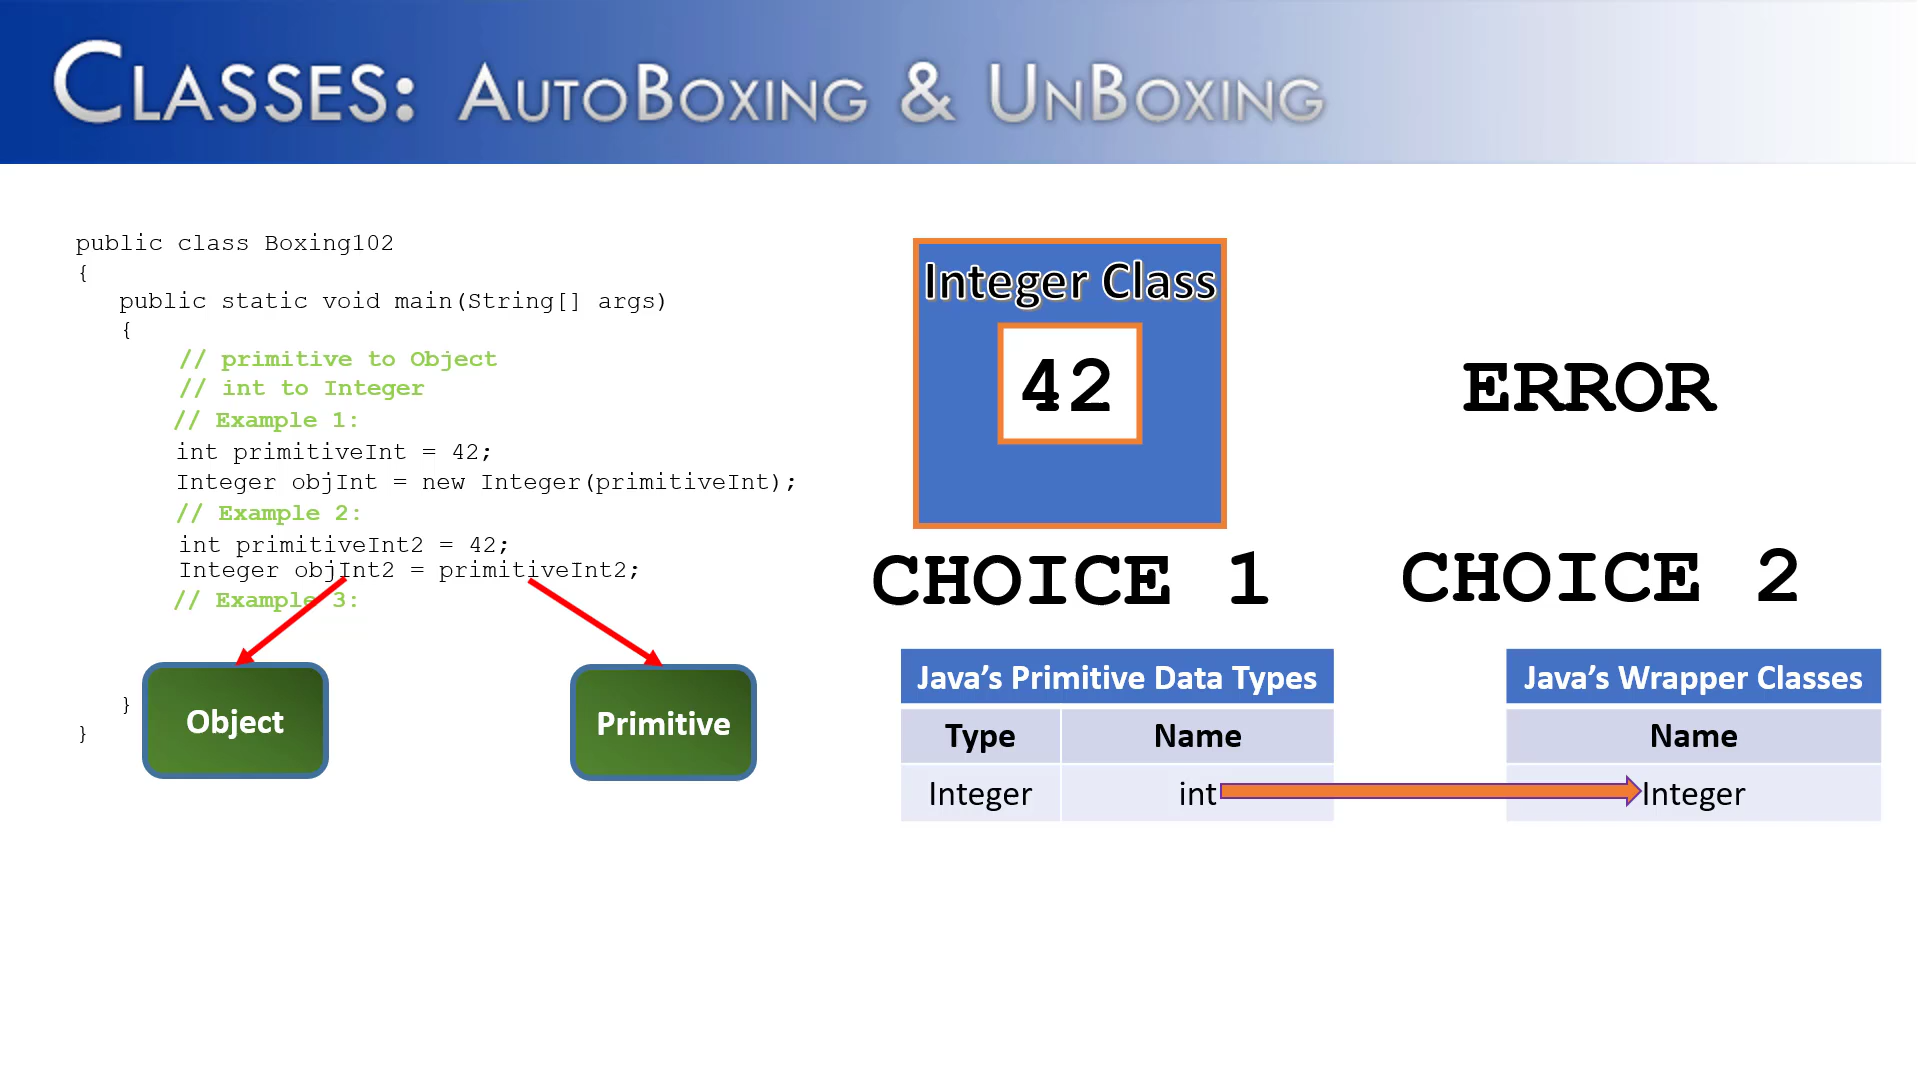 CLASSES: AUTOBOXING & UNBOXING
public class Boxing102
{
public static void main(String[] args)
{
// primitive to Object
// int to Integer
// Example 1:
int primitiveInt = 42;
Integer objInt = new Integer(primitiveInt);
// Example 2:
int primitiveInt2 = 42;
Integer objInt2 = primitiveInt2;
// Example 3:
}
}
Object
Primitive
Integer Class
42
CHOICE 1
ERROR
CHOICE 2
Java’s Primitive Data Types
Type Name
Integer int
Java’s Wrapper Classes
Name
Integer